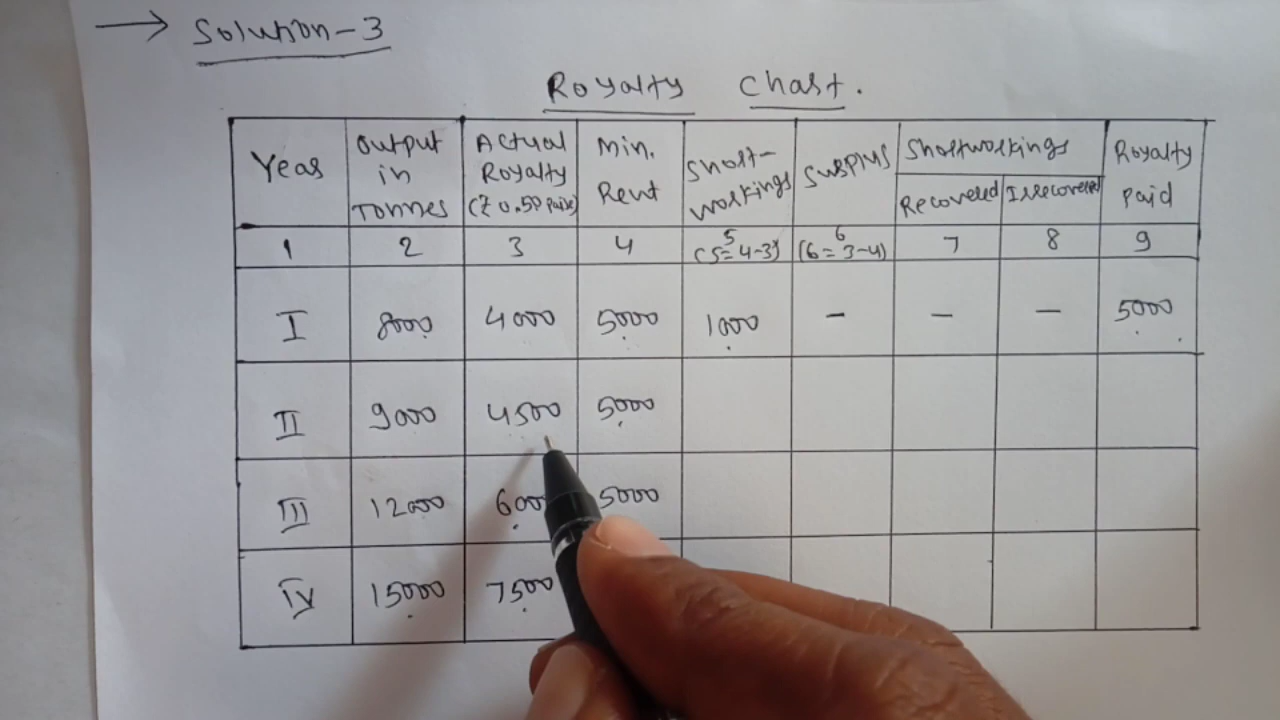 → Solution-3
Royalty Chart.
Year Output in Tonnes Actual Royalty (₹ 0.50 paise) Min. Rent Short-workings Surplus Shortworkings Royalty Paid
Recovered Irrecovered
1 2 3 4 5 (5=4-3) 6 (6=3-4) 7 8 9
I 8000 4000 5000 1000 - - - 5000
II 9000 4500 5000
III 12000 6000 5000
IV 15000 7500